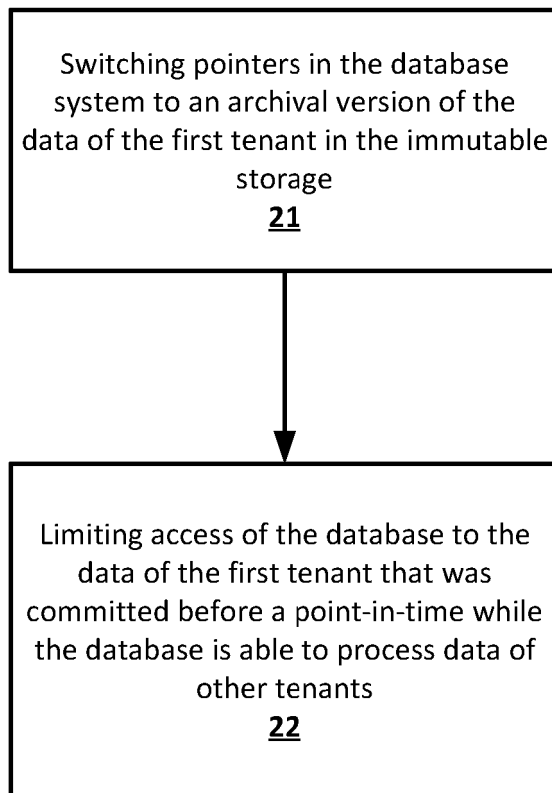 Switching pointers in the database
system to an archival version of the
data of the first tenant in the immutable
storage
21
Limiting access of the database to the
data of the first tenant that was
committed before a point-in-time while
the database is able to process data of
other tenants
22